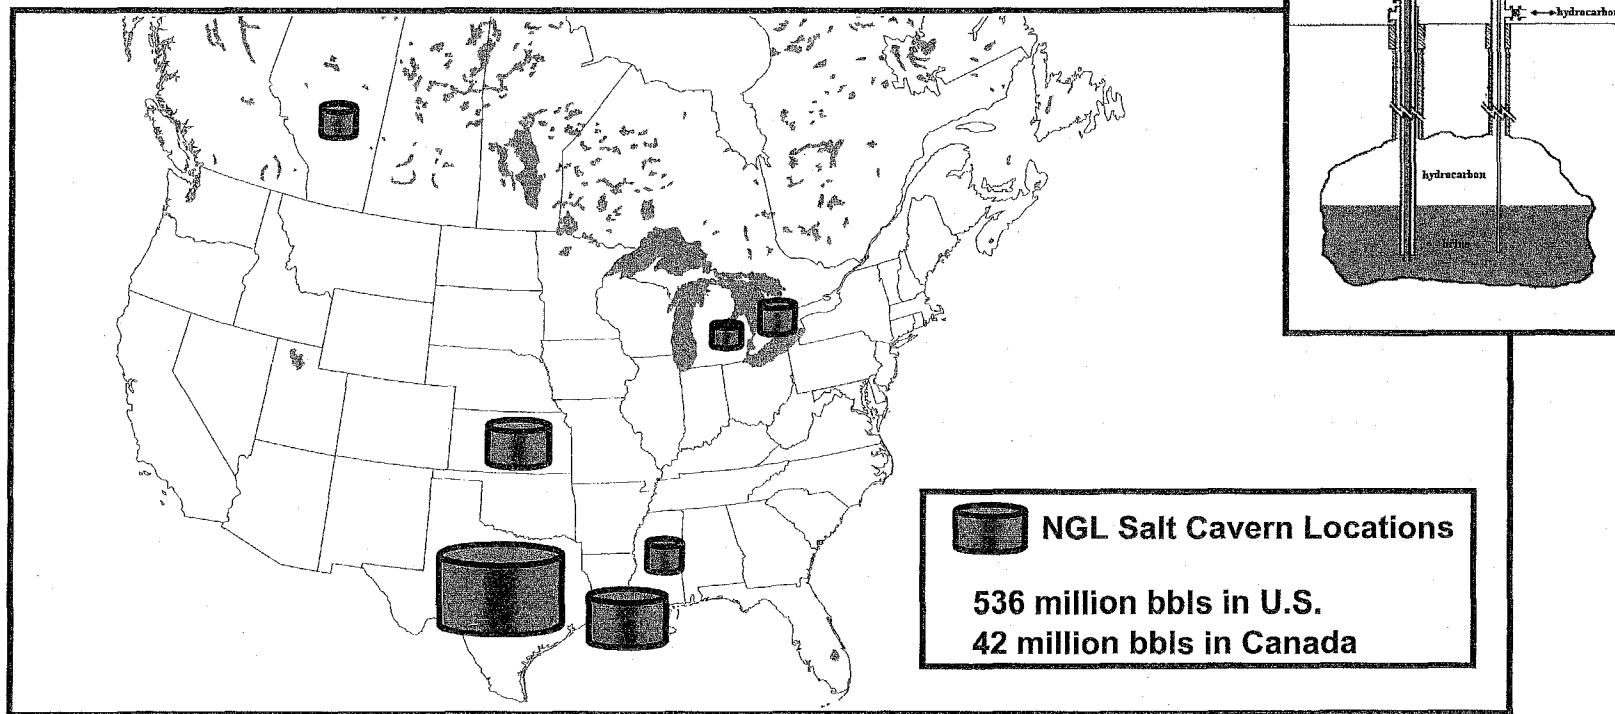 hydrocarbon
hydrocarbon
brine
NGL Salt Cavern Locations
536 million bbls in U.S.
42 million bbls in Canada